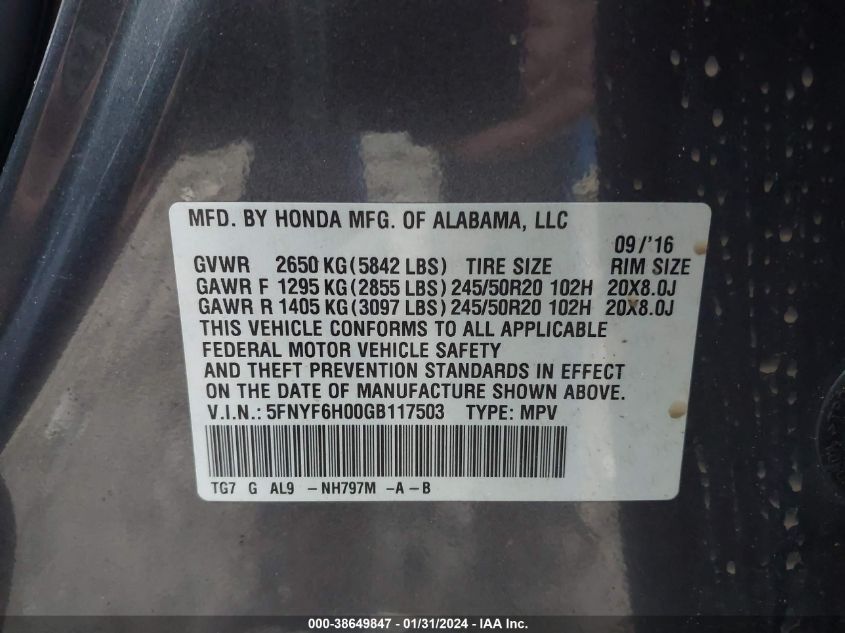 MFD. BY HONDA MFG. OF ALABAMA, LLC
09/'16
GVWR 2650 KG(5842 LBS) TIRE SIZE RIM SIZE
GAWR F 1295 KG(2855 LBS) 245/50R20 102H 20X8.0J
GAWR R 1405 KG(3097 LBS) 245/50R20 102H 20X8.0J
THIS VEHICLE CONFORMS TO ALL APPLICABLE
FEDERAL MOTOR VEHICLE SAFETY
AND THEFT PREVENTION STANDARDS IN EFFECT
ON THE DATE OF MANUFACTURE SHOWN ABOVE.
V.I.N.: 5FNYF6H00GB117503 TYPE: MPV
TG7 G AL9 -NH797M -A-B
000-38649847 - 01/31/2024 - IAA Inc.